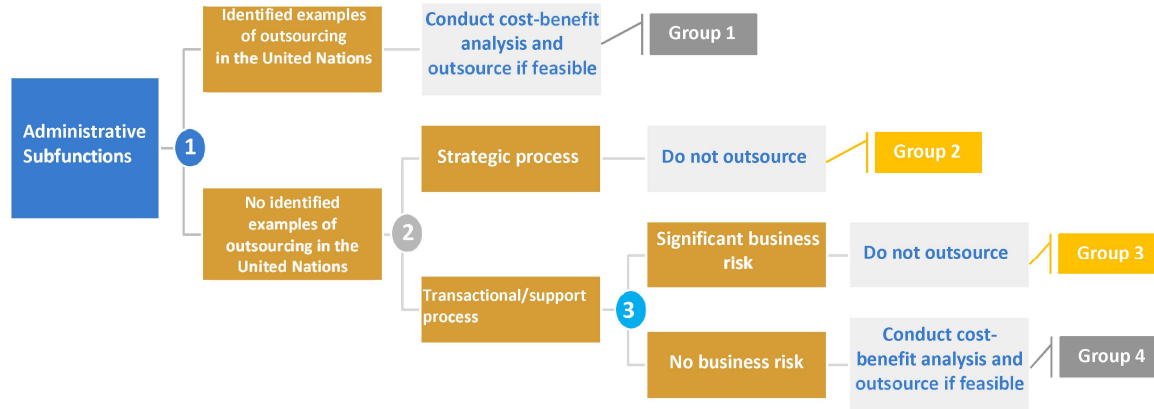 Identified examples
of outsourcing
in the United Nations
Conduct cost-benefit
analysis and
outsource if feasible
Group 1
Administrative
Subfunctions
1
Strategic process
Do not outsource
Group 2
No identified
examples of
outsourcing in the
United Nations
2
Significant business
risk
Do not outsource
Group 3
Transactional/support
process
3
No business risk
Conduct cost-
benefit analysis and
outsource if feasible
Group 4